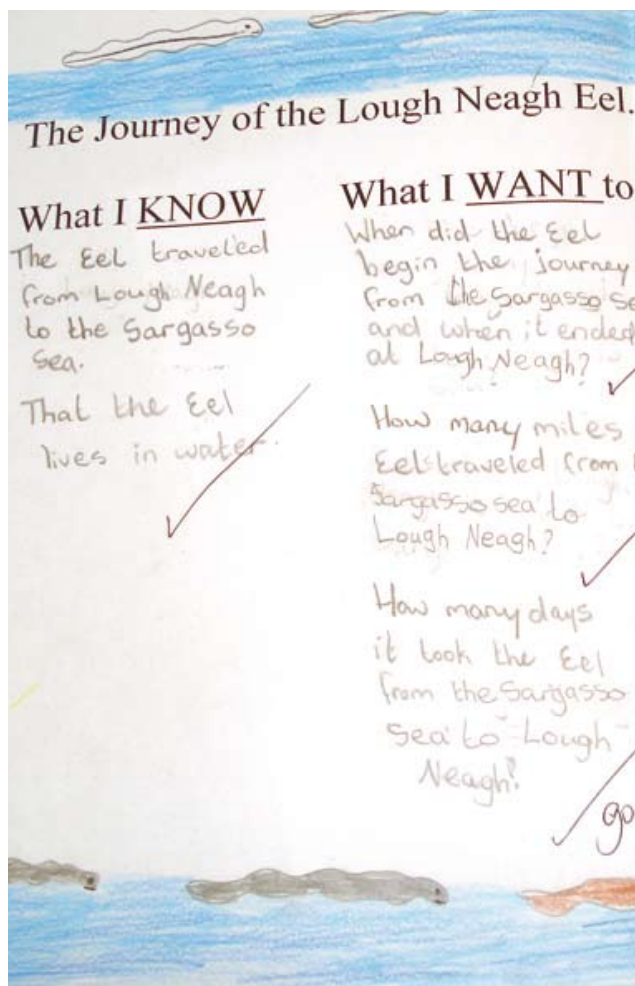 The Journey of the Lough Neagh Eel.
What I KNOW
The Eel traveled
from Lough Neagh
to the Sargasso
Sea.
That the Eel
lives in water.
What I WANT to
When did the Eel
begin the journey
from the Sargasso se
and when it ended
at Lough Neagh?
How many miles
Eel traveled from
Sargasso sea to
Lough Neagh?
How many days
it took the Eel
from the Sargasso
Sea to Lough
Neagh?
go